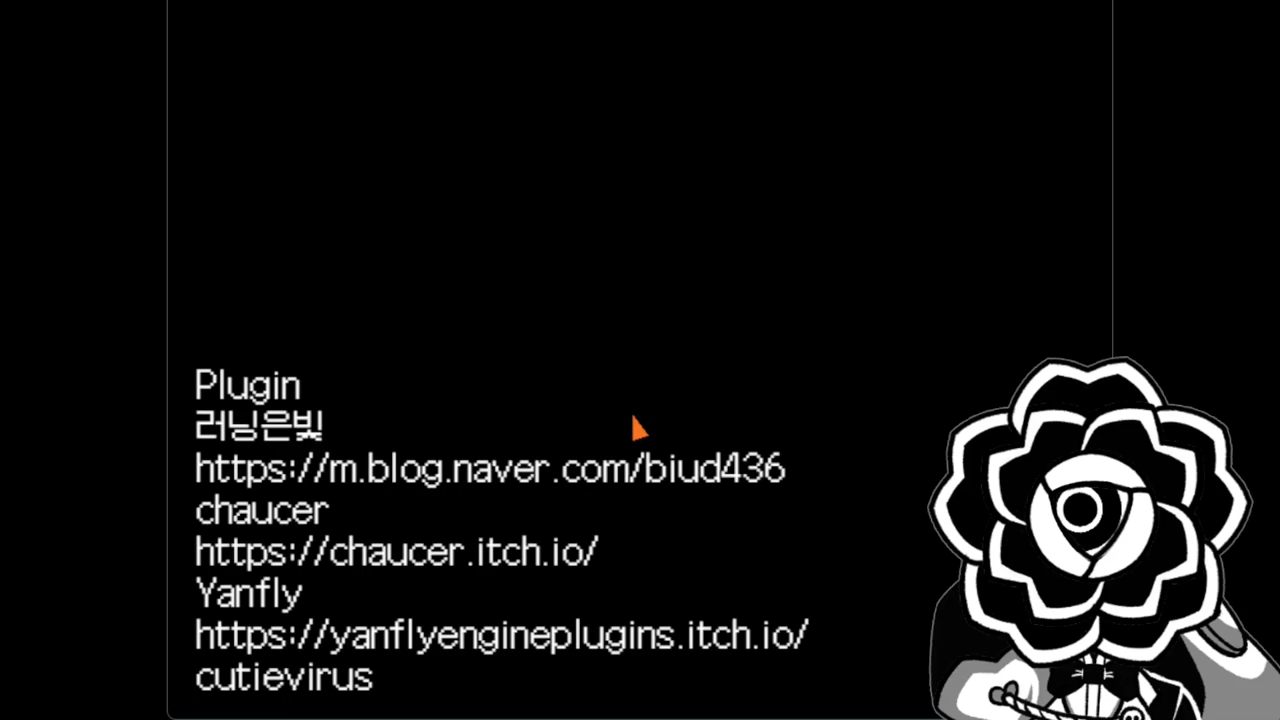 Plugin
러닝은빛
https://m.blog.naver.com/biud436
chaucer
https://chaucer.itch.io/
Yanfly
https://yanflyengineplugins.itch.io/
cutievirus